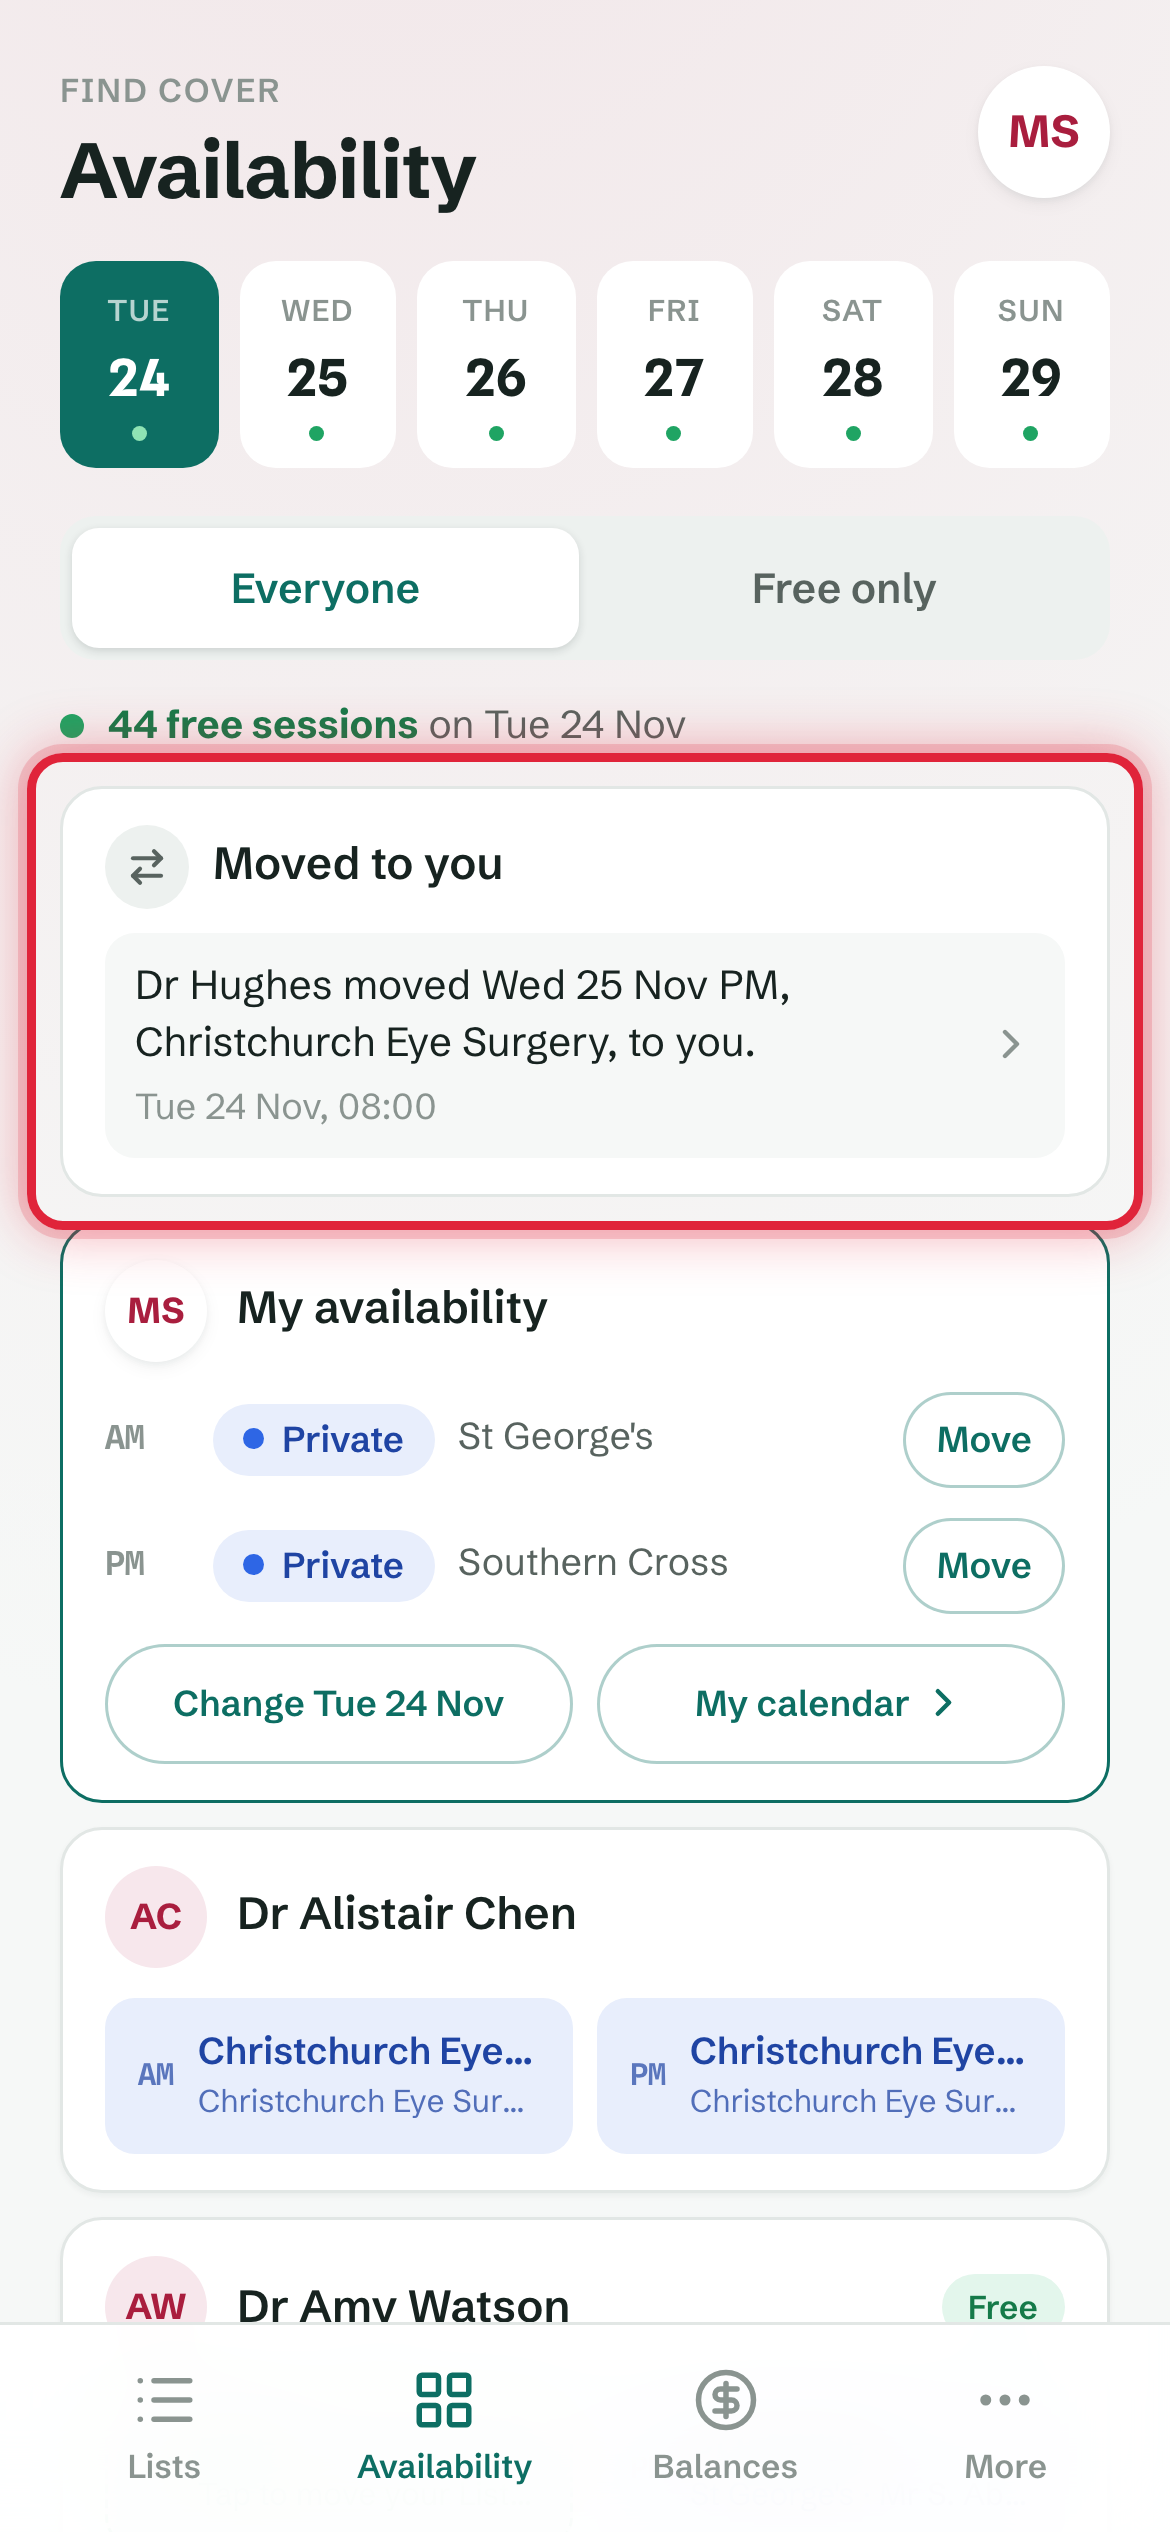 FIND COVER
Availability
MS
TUE
24
WED
25
THU
26
FRI
27
SAT
28
SUN
29
Everyone
Free only
44 free sessions on Tue 24 Nov
Moved to you
Dr Hughes moved Wed 25 Nov PM,
Christchurch Eye Surgery, to you.
Tue 24 Nov, 08:00
MS
My availability
AM
Private
St George's
Move
PM
Private
Southern Cross
Move
Change Tue 24 Nov
My calendar
AC
Dr Alistair Chen
AM
Christchurch Eye...
Christchurch Eye Sur...
PM
Christchurch Eye...
Christchurch Eye Sur...
AW
Dr Amy Watson
Free
Lists
Availability
Balances
More